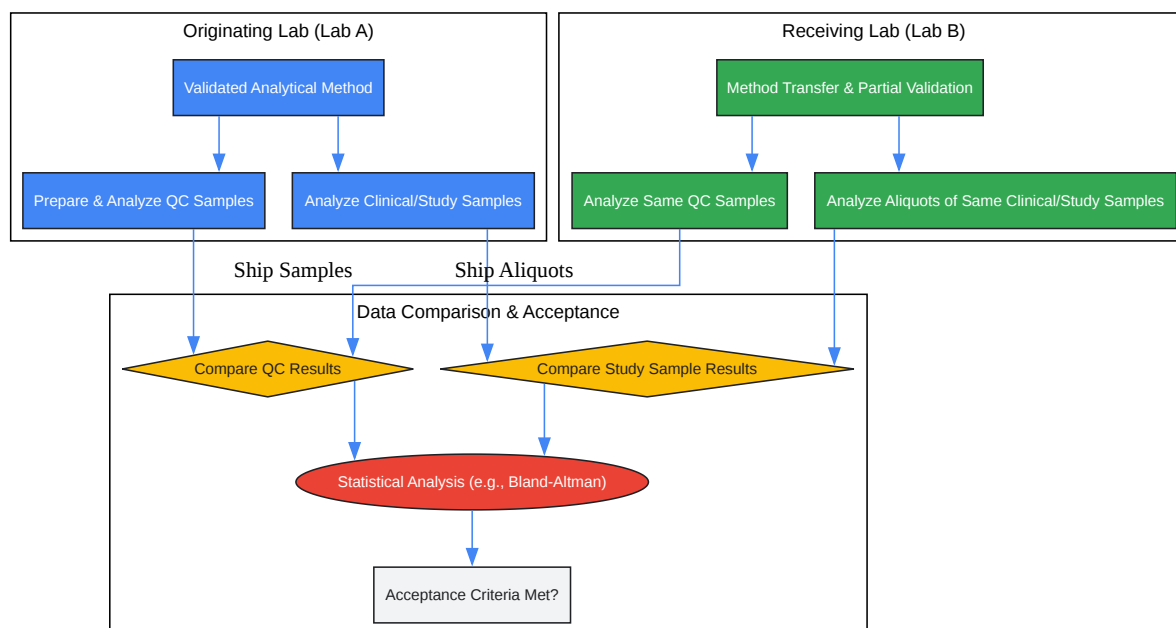 Originating Lab (Lab A)
Receiving Lab (Lab B)
Validated Analytical Method
Method Transfer & Partial Validation
Prepare & Analyze QC Samples
Analyze Clinical/Study Samples
Analyze Same QC Samples
Analyze Aliquots of Same Clinical/Study Samples
Ship Samples
Ship Aliquots
Data Comparison & Acceptance
Compare QC Results
Compare Study Sample Results
Statistical Analysis (e.g., Bland-Altman)
Acceptance Criteria Met?